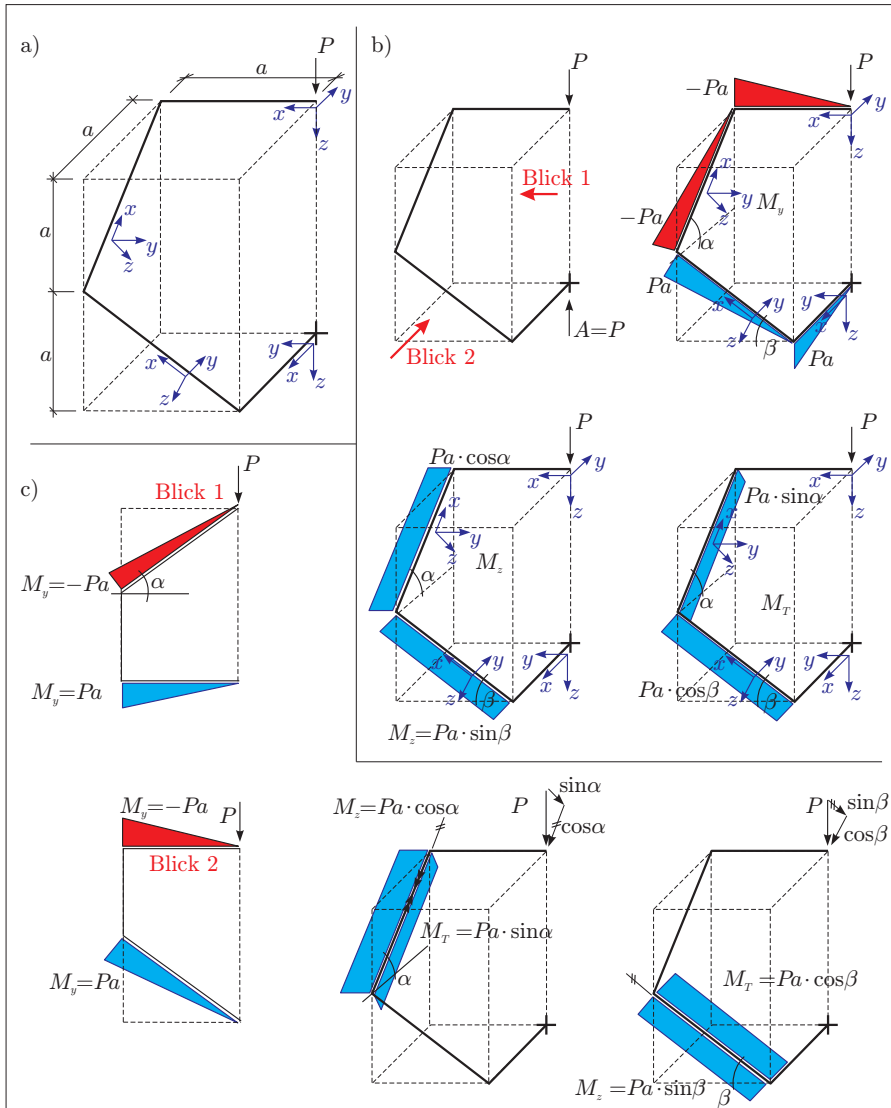 a)
P
a
y
x
z
a
a
x
y
z
a
x
y
z
y
x
z
b)
P
Blick 1
A=P
Blick 2
P
−Pa
y
x
z
x
y
z
M_y
−Pa
α
Pa
x
y
z
β
y
x
z
Pa
P
Pa·cosα
y
x
z
x
y
z
M_z
α
x
y
z
β
y
x
z
M_z=Pa·sinβ
P
Pa·sinα
y
x
z
x
z
α
M_T
x
y
z
β
y
x
z
Pa·cosβ
c)
P
Blick 1
M_y=−Pa
α
M_y=Pa
M_y=−Pa
P
Blick 2
M_y=Pa
M_z=Pa·cosα
P
sinα
cosα
M_T=Pa·sinα
α
P
sinβ
cosβ
M_T=Pa·cosβ
M_z=Pa·sinβ
β